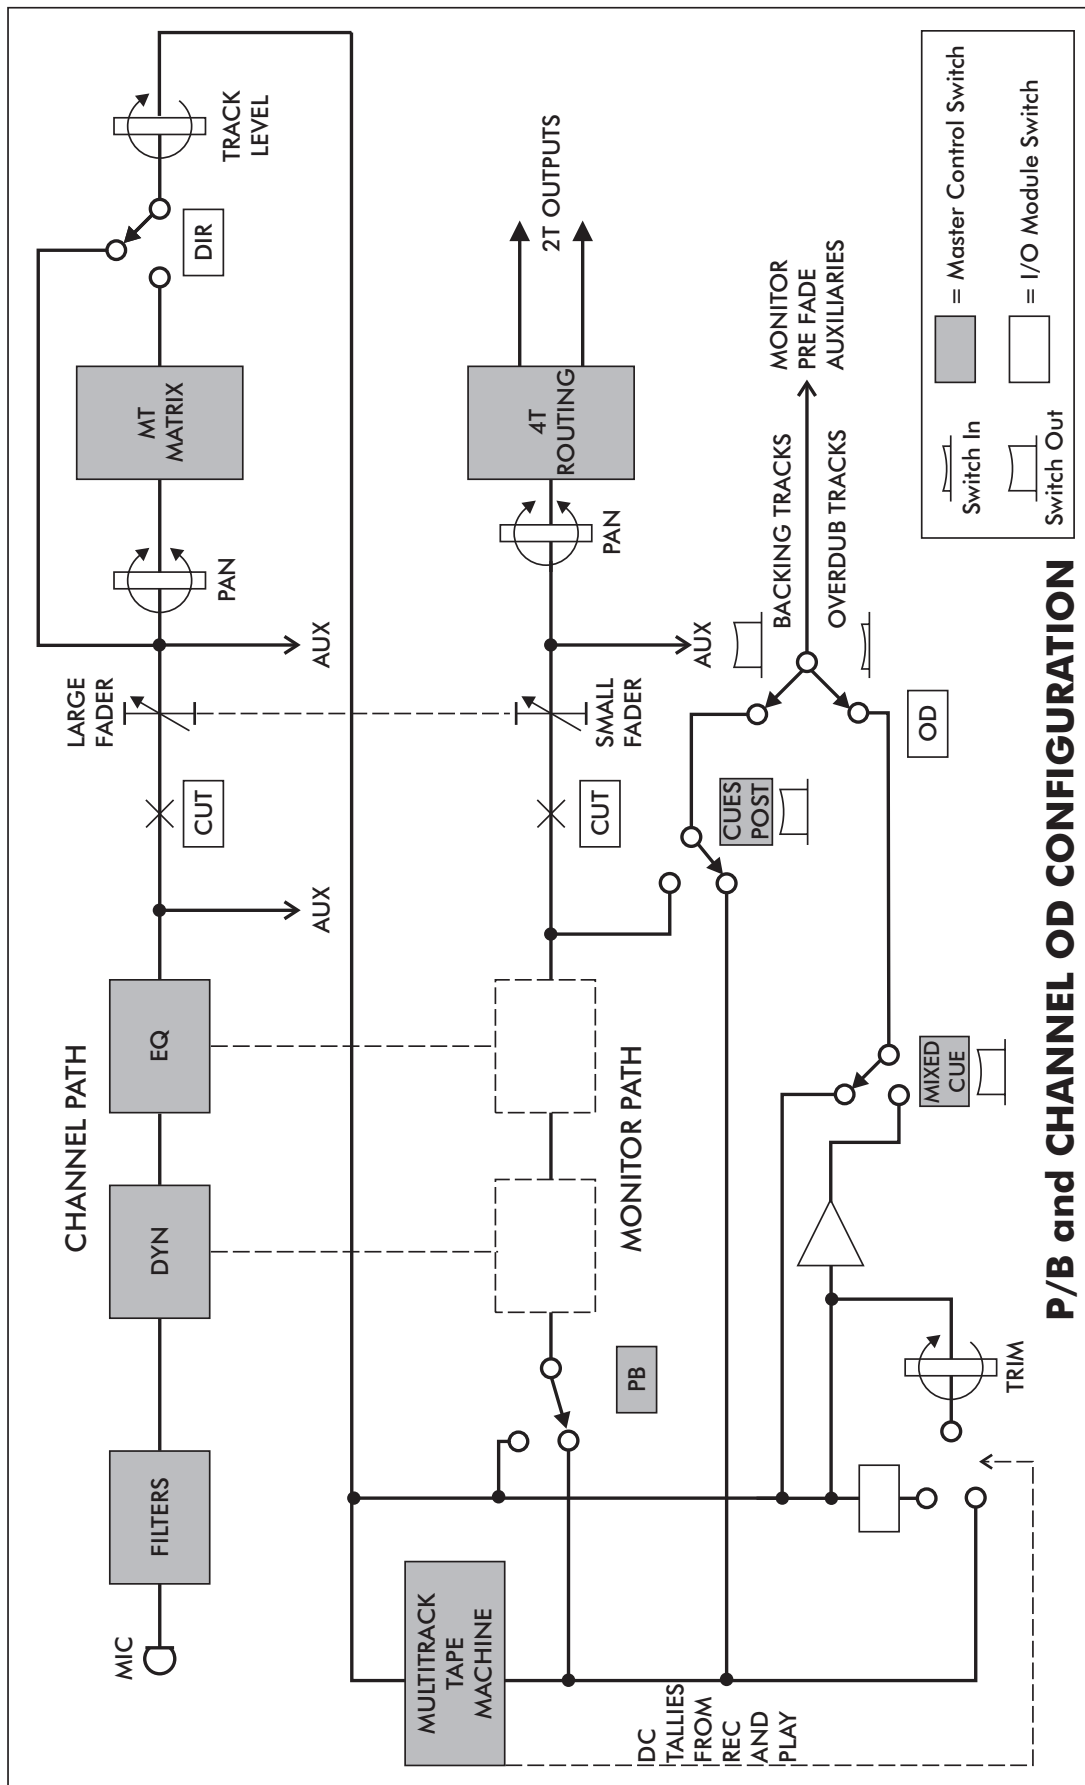 CHANNEL PATH
MIC
FILTERS
DYN
EQ
AUX
CUT
LARGE
FADER
AUX
PAN
MT
MATRIX
DIR
TRACK
LEVEL
MULTITRACK
TAPE
MACHINE
PB
MONITOR PATH
CUT
SMALL
FADER
AUX
PAN
4T
ROUTING
2T OUTPUTS
DC
TALLIES
FROM
REC
AND
PLAY
CUES
POST
BACKING TRACKS
OVERDUB TRACKS
MONITOR
PRE FADE
AUXILIARIES
OD
MIXED
CUE
TRIM
Switch In
= Master Control Switch
Switch Out
= I/O Module Switch
P/B and CHANNEL OD CONFIGURATION